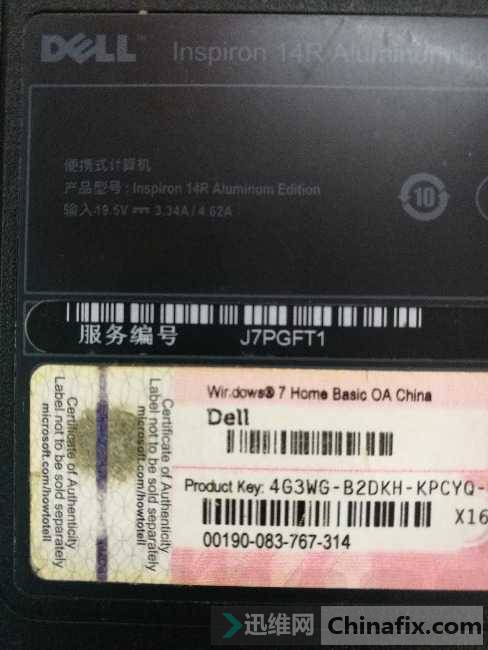 DELL™ Inspiron 14R Aluminum
便携式计算机
产品型号: Inspiron 14R Aluminum Edition
输入 19.5V 3.34A / 4.62A
10
服务编号 J7PGFT1
Windows® 7 Home Basic OA China
Dell
Product Key: 4G3WG-B2DKH-KPCYQ-
X16
00190-083-767-314
Certificate of Authenticity
Label not to be sold separately
microsoft.com/howtotell
Certificate of Authenticity
Label not to be sold separately
microsoft.com/howtotell
迅维网 Chinafix.com